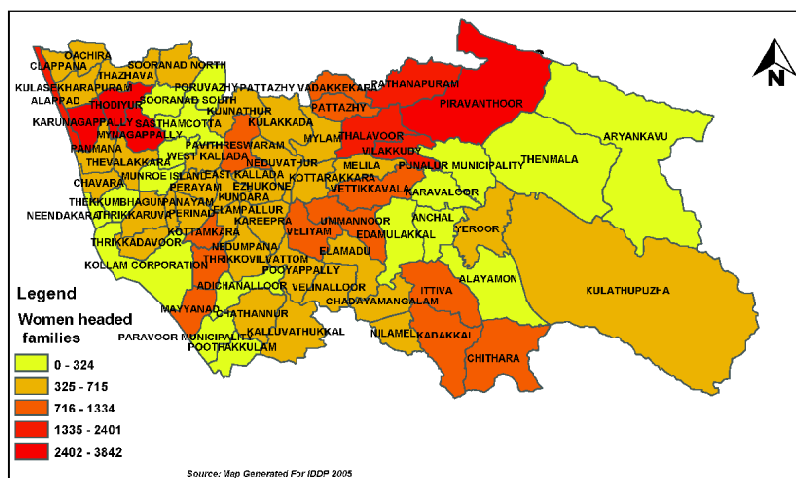 OACHIRA
CLAPPANA
SOORANAD NORTH
THAZHAVA
KULASEKHARAPURAM
PORUVAZHY
PATTAZHY VADAKKEKARA
PATHANAPURAM
ALAPPAD
THODIYUR
SOORANAD SOUTH
KUNNATHUR
PATTAZHY
PIRAVANTHOOR
KARUNAGAPPALLY
SASTHAMCOTTA
KULAKKADA
ARYANKAVU
MYNAGAPPALLY
MYLAM
THALAVOOR
PANMANA
PAVITHRESWARAM
VILAKKUDY
THEVALAKKARA
WEST KALLADA
NEDUVATHUR
MELILA
PUNALUR MUNICIPALITY
THENMALA
CHAVARA
MUNROE ISLAND
EAST KALLADA
KOTTARAKKARA
PERAYAM
EZHUKONE
VETTIKKAVALA
KARAVALOOR
THEKKUMBHAGUM
PANAYAM
KUNDARA
NEENDAKARA
THRIKKARUVA
PERINAD
ELAMPALLUR
UMMANNOOR
ANCHAL
KOTTAMKARA
KAREEPRA
VELIYAM
EDAMULAKKAL
YEROOR
THRIKKADAVOOR
NEDUMPANA
ELAMADU
THRIKKOVILVATTOM
KOLLAM CORPORATION
POOYAPPALLY
ALAYAMON
ADICHANALLOOR
VELINALLOOR
ITTIVA
KULATHUPUZHA
MAYYANAD
CHATHANNUR
CHADAYAMANGALAM
PARAVOOR MUNICIPALITY
KALLUVATHUKKAL
NILAMEL
KADAKKAL
POOTHAKKULAM
CHITHARA
N
Legend
Women headed
families
0 - 324
325 - 715
716 - 1334
1335 - 2401
2402 - 3842
Source: Map Generated For IDDP 2005